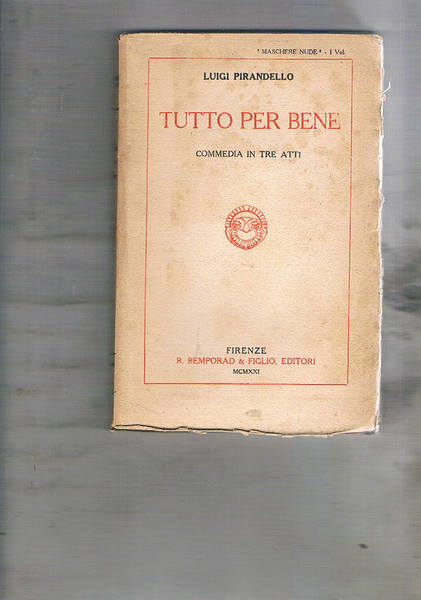 "MASCHERE NUDE" - I Vol.
LUIGI PIRANDELLO
TUTTO PER BENE
COMMEDIA IN TRE ATTI
FIRENZE
R. BEMPORAD & FIGLIO, EDITORI
MCMXXI